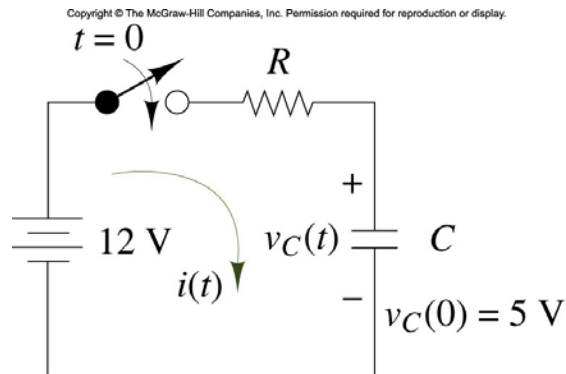 Copyright © The McGraw-Hill Companies, Inc. Permission required for reproduction or display.
t = 0
R
+
12 V
vC(t)
C
i(t)
−
vC(0) = 5 V